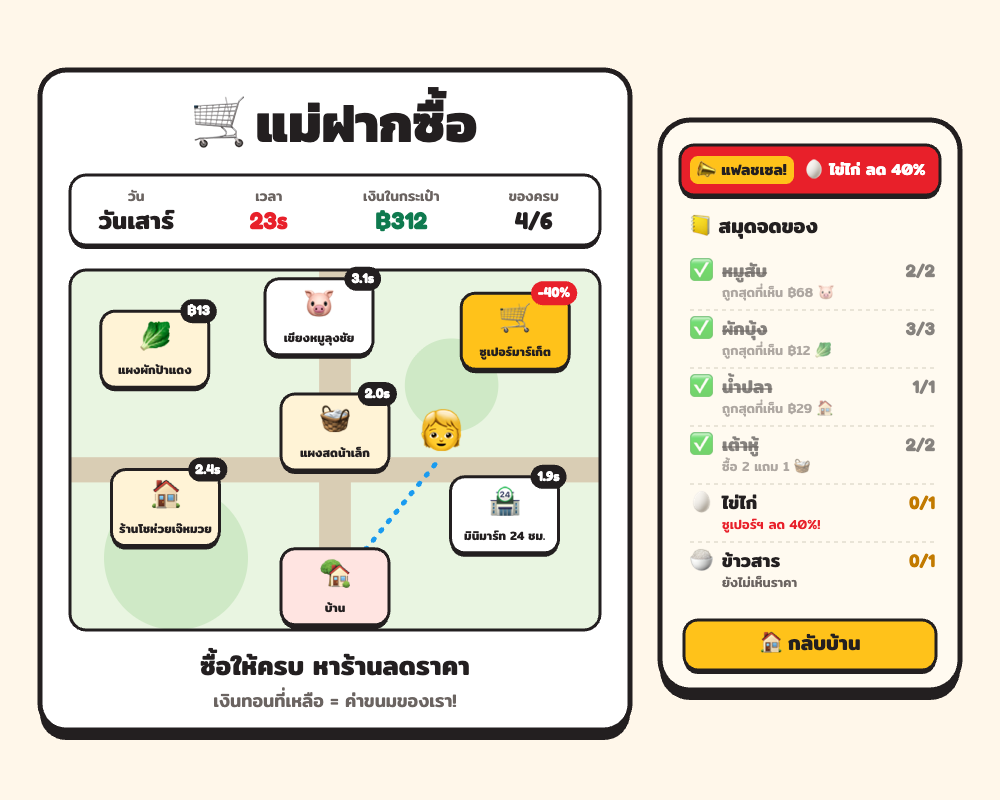 แม่ฝากซื้อ
วัน
วันเสาร์
เวลา
23s
เงินในกระเป๋า
฿312
ของครบ
4/6
฿13
แผงผักป้าแดง
3.1s
เขียงหมูลุงชัย
-40%
ซูเปอร์มาร์เก็ต
2.0s
แผงสดน้าเล็ก
2.4s
ร้านโชห่วยเจ๊หมวย
1.9s
24
มินิมาร์ท 24 ชม.
บ้าน
ซื้อให้ครบ หาร้านลดราคา
เงินทอนที่เหลือ = ค่าขนมของเรา!
แฟลชเซล! ไข่ไก่ ลด 40%
สมุดจดของ
หมูสับ 2/2
ถูกสุดที่เห็น ฿68
ผักบุ้ง 3/3
ถูกสุดที่เห็น ฿12
น้ำปลา 1/1
ถูกสุดที่เห็น ฿29
เต้าหู้ 2/2
ซื้อ 2 แถม 1
ไข่ไก่ 0/1
ซูเปอร์ฯ ลด 40%!
ข้าวสาร 0/1
ยังไม่เห็นราคา
กลับบ้าน